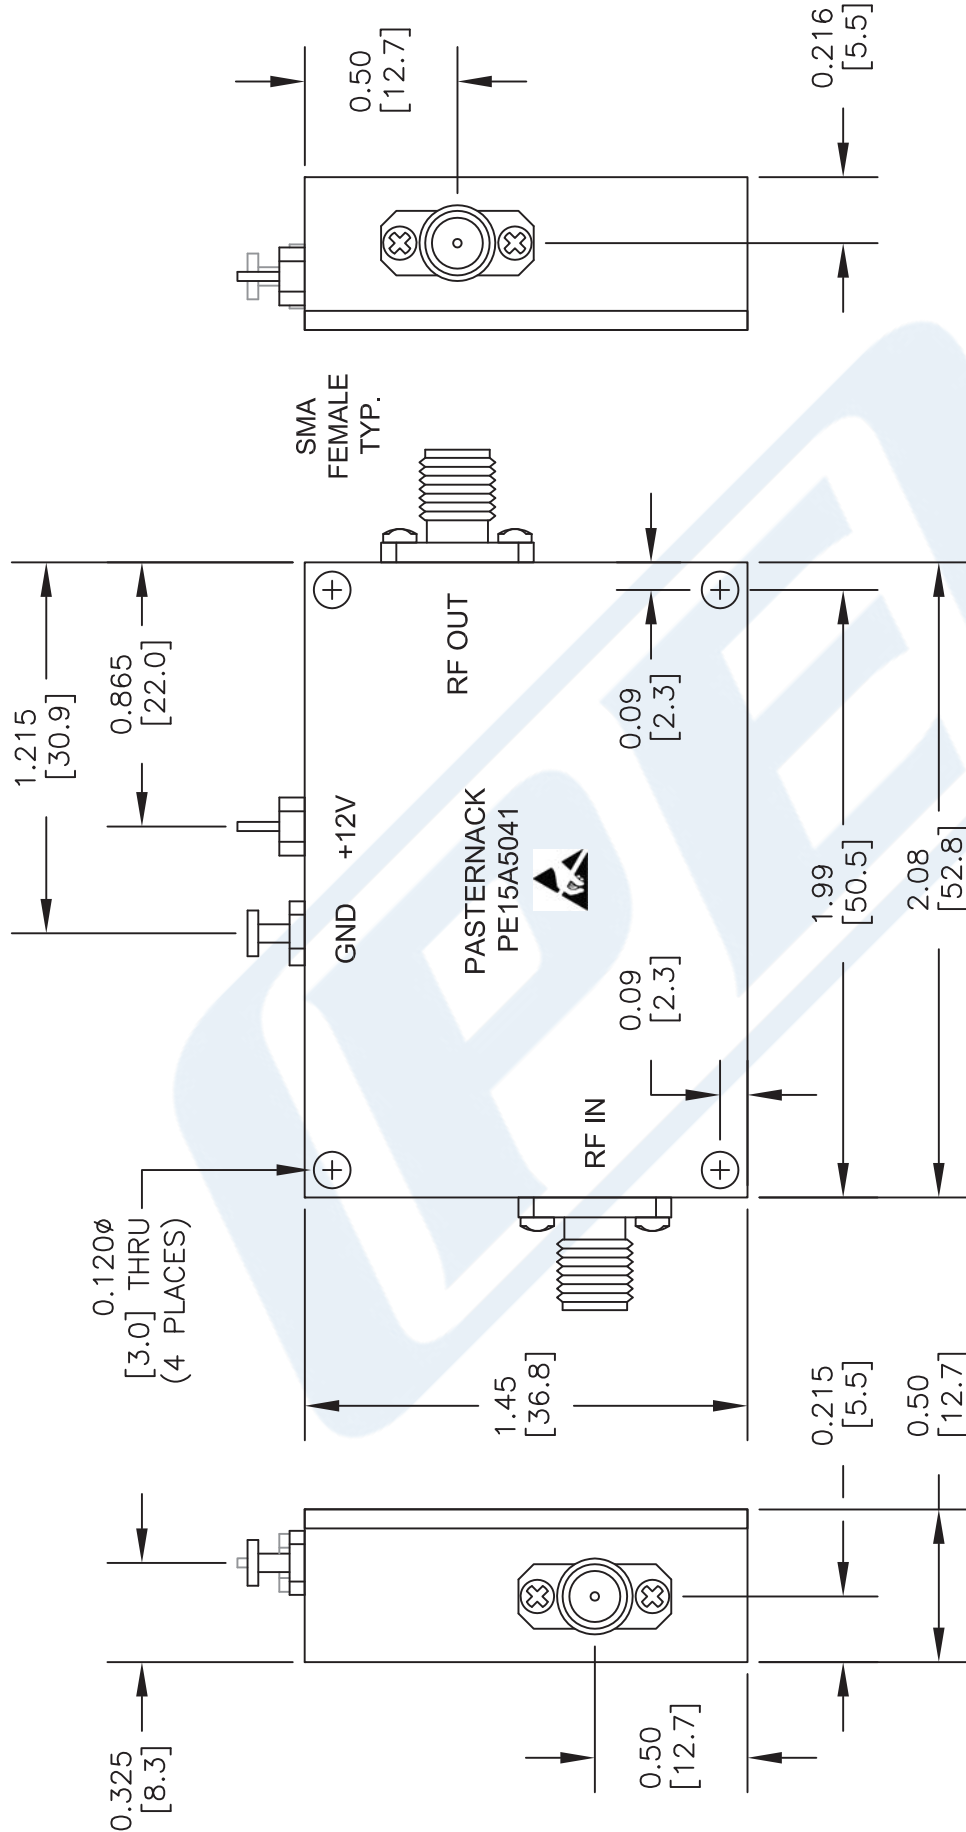 0.325
[8.3]
0.120ø
[3.0] THRU
(4 PLACES)
1.215
[30.9]
0.865
[22.0]
SMA
FEMALE
TYP.
0.50
[12.7]
0.216
[5.5]
GND
+12V
RF OUT
PASTERNACK
PE15A5041
RF IN
0.09
[2.3]
0.09
[2.3]
1.45
[36.8]
1.99
[50.5]
2.08
[52.8]
0.50
[12.7]
0.215
[5.5]
0.50
[12.7]
PE